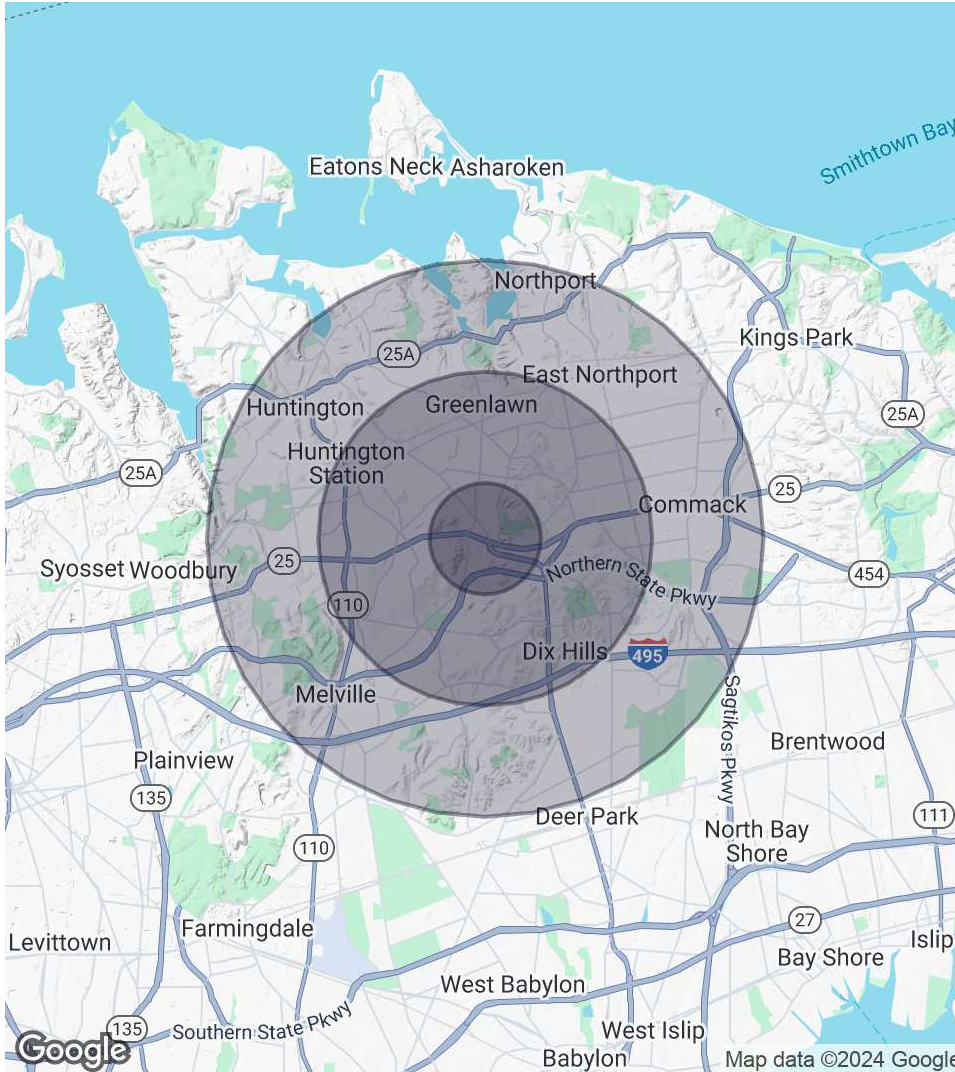 Smithtown Bay
Eatons Neck Asharoken
Northport
Kings Park
25A
East Northport
Huntington
Greenlawn
25A
Huntington
Station
25A
25
Commack
Syosset Woodbury
25
Northern State Pkwy
454
110
Dix Hills
495
Melville
Sagtikos Pkwy
Brentwood
Plainview
135
Deer Park
111
North Bay
Shore
110
27
Farmingdale
Levittown
Islip
Bay Shore
West Babylon
135
Southern State Pkwy
West Islip
Google
Babylon
Map data ©2024 Google